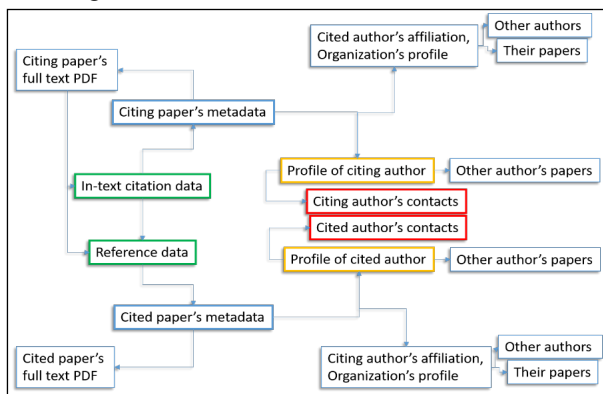 Other authors
Cited author's affiliation,
Organization's profile
Their papers
Citing paper's
full text PDF
Citing paper's metadata
Profile of citing author
Other author's papers
In-text citation data
Citing author's contacts
Cited author's contacts
Reference data
Profile of cited author
Other author's papers
Cited paper's metadata
Other authors
Cited paper's
full text PDF
Citing author's affiliation,
Organization's profile
Their papers